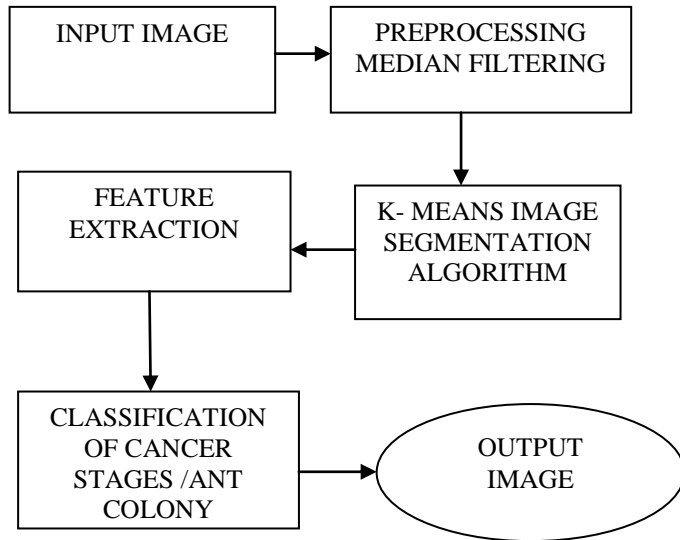 INPUT IMAGE
PREPROCESSING
MEDIAN FILTERING
K- MEANS IMAGE
SEGMENTATION
ALGORITHM
FEATURE
EXTRACTION
CLASSIFICATION
OF CANCER
STAGES /ANT
COLONY
OUTPUT
IMAGE